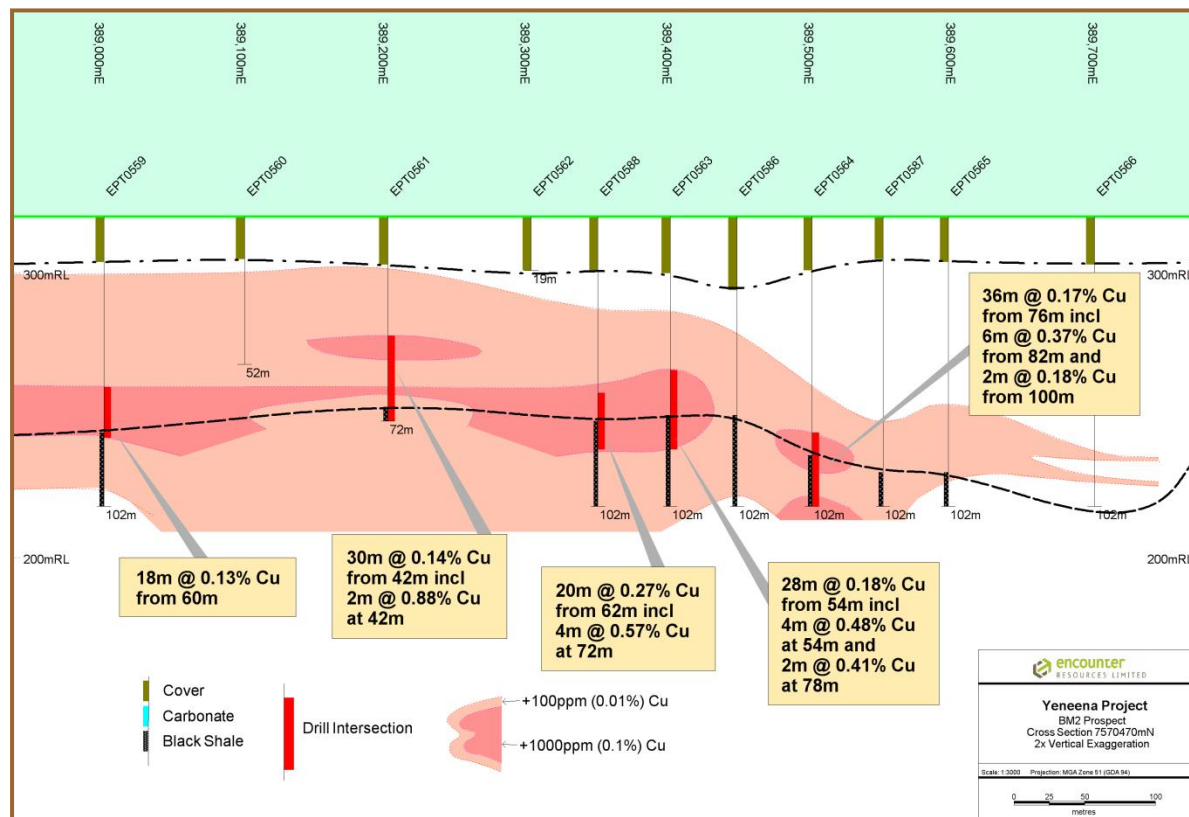 389,000mE
389,100mE
389,200mE
389,300mE
389,400mE
389,500mE
389,600mE
389,700mE
EPT0559
EPT0560
EPT0561
EPT0562
EPT0588
EPT0563
EPT0586
EPT0564
EPT0587
EPT0565
EPT0566
300mRL
19m
300mRL
36m @ 0.17% Cu
from 76m incl
6m @ 0.37% Cu
from 82m and
2m @ 0.18% Cu
from 100m
52m
72m
102m
102m
102m
102m
102m
102m
102m
102m
200mRL
200mRL
18m @ 0.13% Cu
from 60m
30m @ 0.14% Cu
from 42m incl
2m @ 0.88% Cu
at 42m
20m @ 0.27% Cu
from 62m incl
4m @ 0.57% Cu
at 72m
28m @ 0.18% Cu
from 54m incl
4m @ 0.48% Cu
at 54m and
2m @ 0.41% Cu
at 78m
Cover
Carbonate
Black Shale
Drill Intersection
+100ppm (0.01%) Cu
+1000ppm (0.1%) Cu
encounter
RESOURCES LIMITED
Yeneena Project
BM2 Prospect
Cross Section 7570470mN
2x Vertical Exaggeration
Scale: 1:3000 Projection: MGA Zone 51 (GDA 94)
0 25 50 100
metres